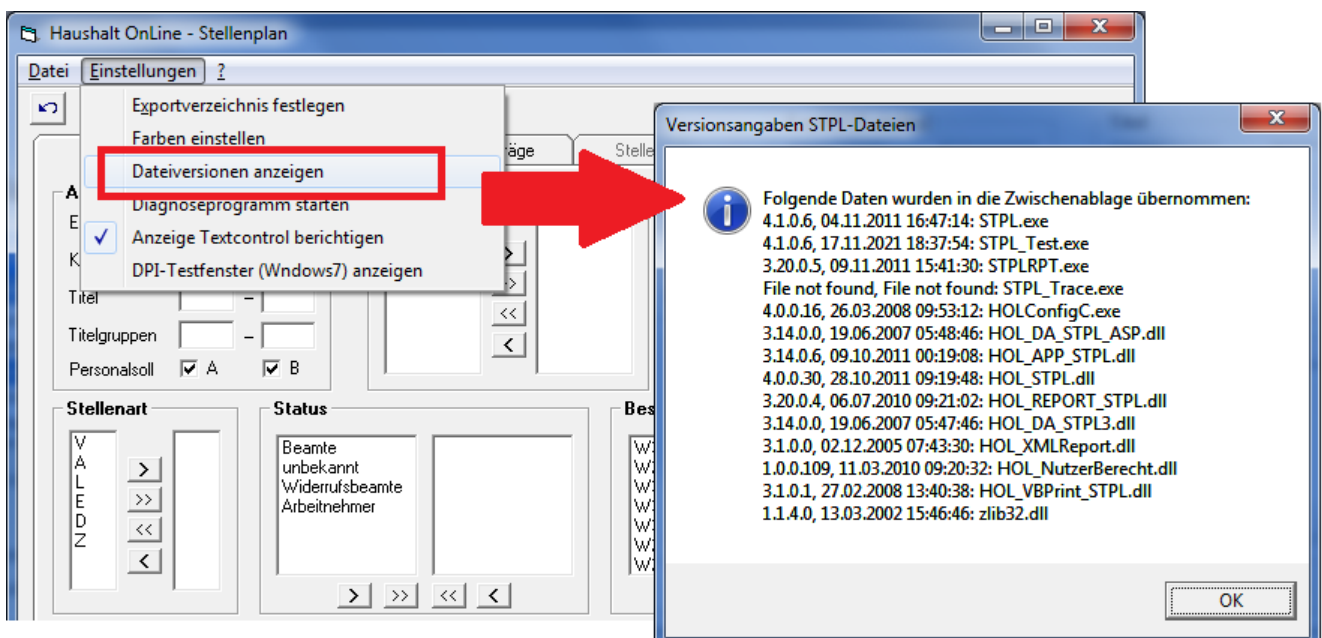 Haushalt OnLine - Stellenplan
Datei Einstellungen ?
Exportverzeichnis festlegen
Farben einstellen
Dateiversionen anzeigen
Diagnoseprogramm starten
Anzeige Textcontrol berichtigen
DPI-Testfenster (Wndows7) anzeigen
räge
Stelle
A
E
K
Titel –
Titelgruppen –
Personalsoll A B
>
>>
<<
<
Stellenart
V
A
L
E
D
Z
>
>>
<<
<
Status
Beamte
unbekannt
Widerrufsbeamte
Arbeitnehmer
> >> << <
Bes
Versionsangaben STPL-Dateien
Folgende Daten wurden in die Zwischenablage übernommen:
4.1.0.6, 04.11.2011 16:47:14: STPL.exe
4.1.0.6, 17.11.2021 18:37:54: STPL_Test.exe
3.20.0.5, 09.11.2011 15:41:30: STPLRPT.exe
File not found, File not found: STPL_Trace.exe
4.0.0.16, 26.03.2008 09:53:12: HOLConfigC.exe
3.14.0.0, 19.06.2007 05:48:46: HOL_DA_STPL_ASP.dll
3.14.0.6, 09.10.2011 00:19:08: HOL_APP_STPL.dll
4.0.0.30, 28.10.2011 09:19:48: HOL_STPL.dll
3.20.0.4, 06.07.2010 09:21:02: HOL_REPORT_STPL.dll
3.14.0.0, 19.06.2007 05:47:46: HOL_DA_STPL3.dll
3.1.0.0, 02.12.2005 07:43:30: HOL_XMLReport.dll
1.0.0.109, 11.03.2010 09:20:32: HOL_NutzerBerecht.dll
3.1.0.1, 27.02.2008 13:40:38: HOL_VBPrint_STPL.dll
1.1.4.0, 13.03.2002 15:46:46: zlib32.dll
OK